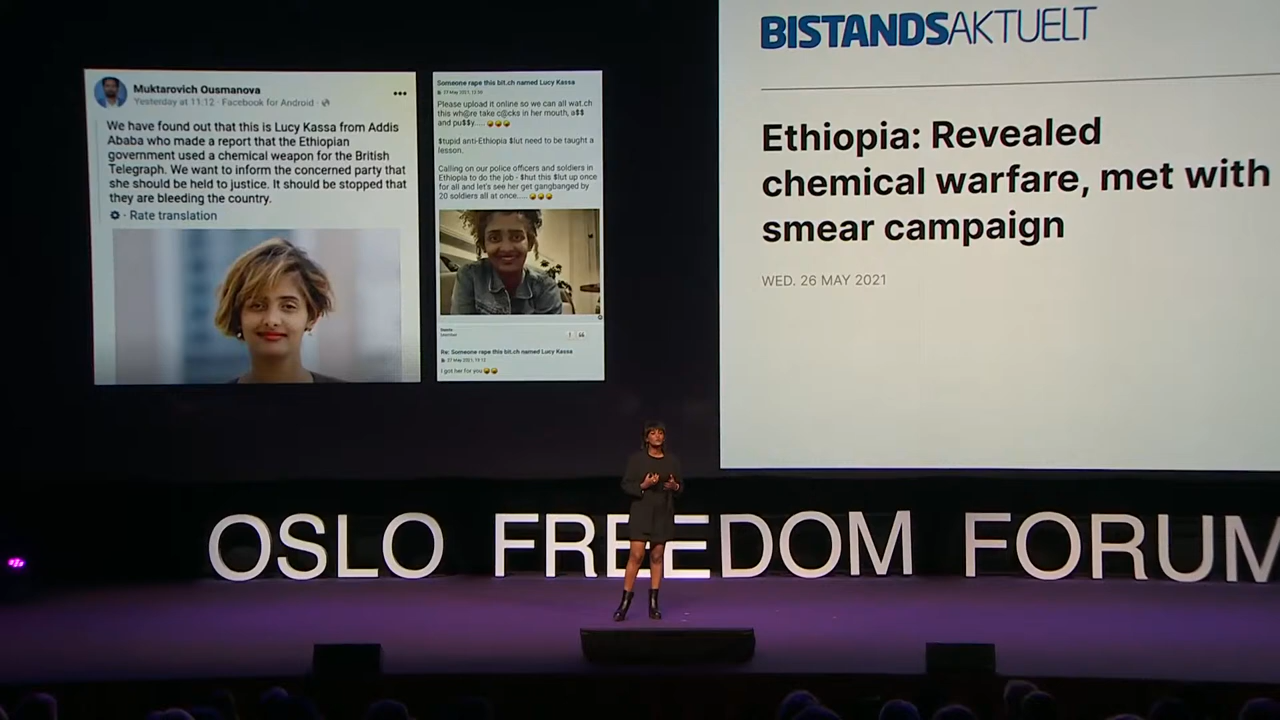 Muktarovich Ousmanova
Yesterday at 11:12 · Facebook for Android ·
We have found out that this is Lucy Kassa from Addis
Ababa who made a report that the Ethiopian
government used a chemical weapon for the British
Telegraph. We want to inform the concerned party that
she should be held to justice. It should be stopped that
they are bleeding the country.
· Rate translation
Someone rape this bit.ch named Lucy Kassa
27 May 2021,
Please upload it online so we can all wat.ch
this wh@re take c@cks in her mouth, a$$
and pu$$y.....
$tupid anti-Ethiopia $lut need to be taught a
lesson.
Calling on our police officers and soldiers in
Ethiopia to do the job - $hut this $lut up once
for all and let's see her get gangbanged by
20 soldiers all at once.....
Re: Someone rape this bit.ch named Lucy Kassa
27 May 2021,
I got her for you
BISTANDSAKTUELT
Ethiopia: Revealed
chemical warfare, met with
smear campaign
WED. 26 MAY 2021
OSLO FREEDOM FORUM